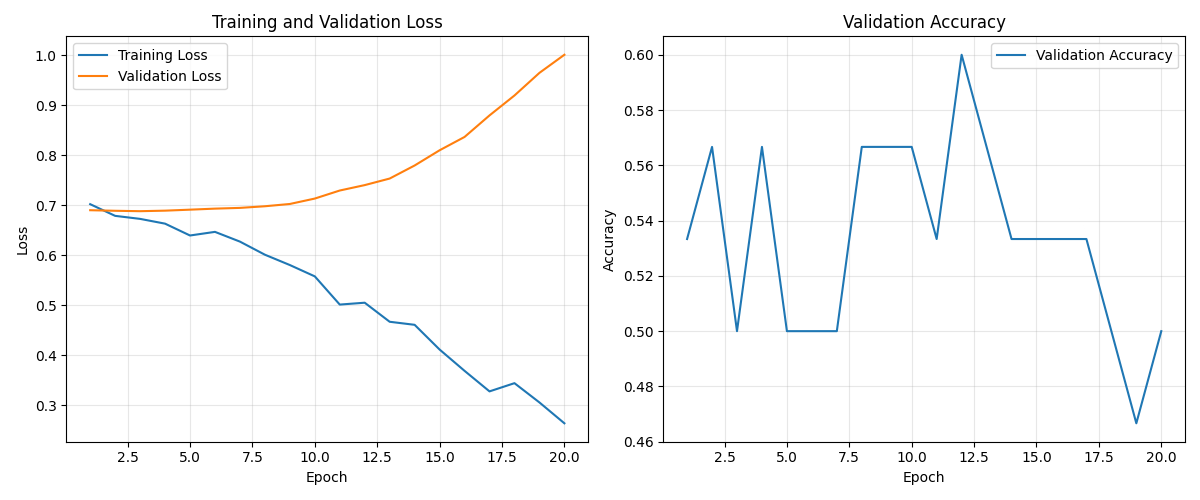 Training and Validation Loss
Training Loss
Validation Loss
1.0
0.9
0.8
0.7
0.6
0.5
0.4
0.3
Loss
2.5 5.0 7.5 10.0 12.5 15.0 17.5 20.0
Epoch
Validation Accuracy
Validation Accuracy
0.60
0.58
0.56
0.54
0.52
0.50
0.48
0.46
Accuracy
2.5 5.0 7.5 10.0 12.5 15.0 17.5 20.0
Epoch